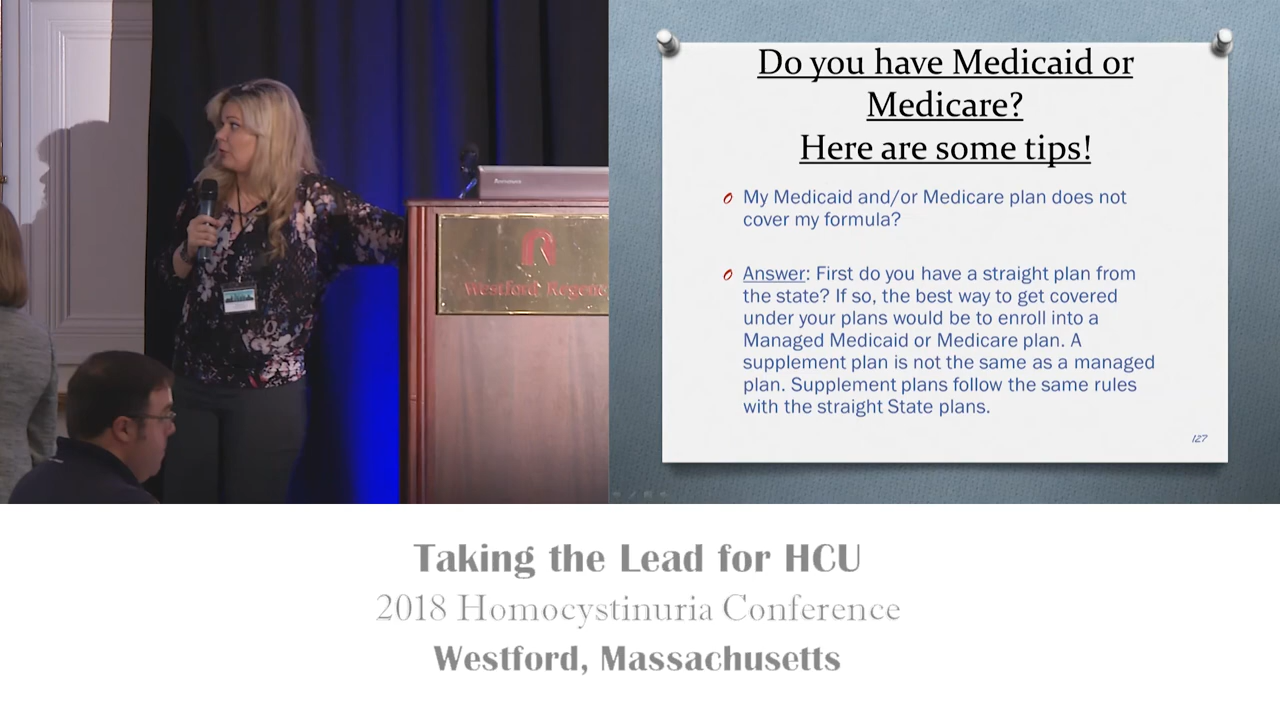 Do you have Medicaid or
Medicare?
Here are some tips!
My Medicaid and/or Medicare plan does not
cover my formula?
Answer: First do you have a straight plan from
the state? If so, the best way to get covered
under your plans would be to enroll into a
Managed Medicaid or Medicare plan. A
supplement plan is not the same as a managed
plan. Supplement plans follow the same rules
with the straight State plans.
127
Westford Regency
Taking the Lead for HCU
2018 Homocystinuria Conference
Westford, Massachusetts